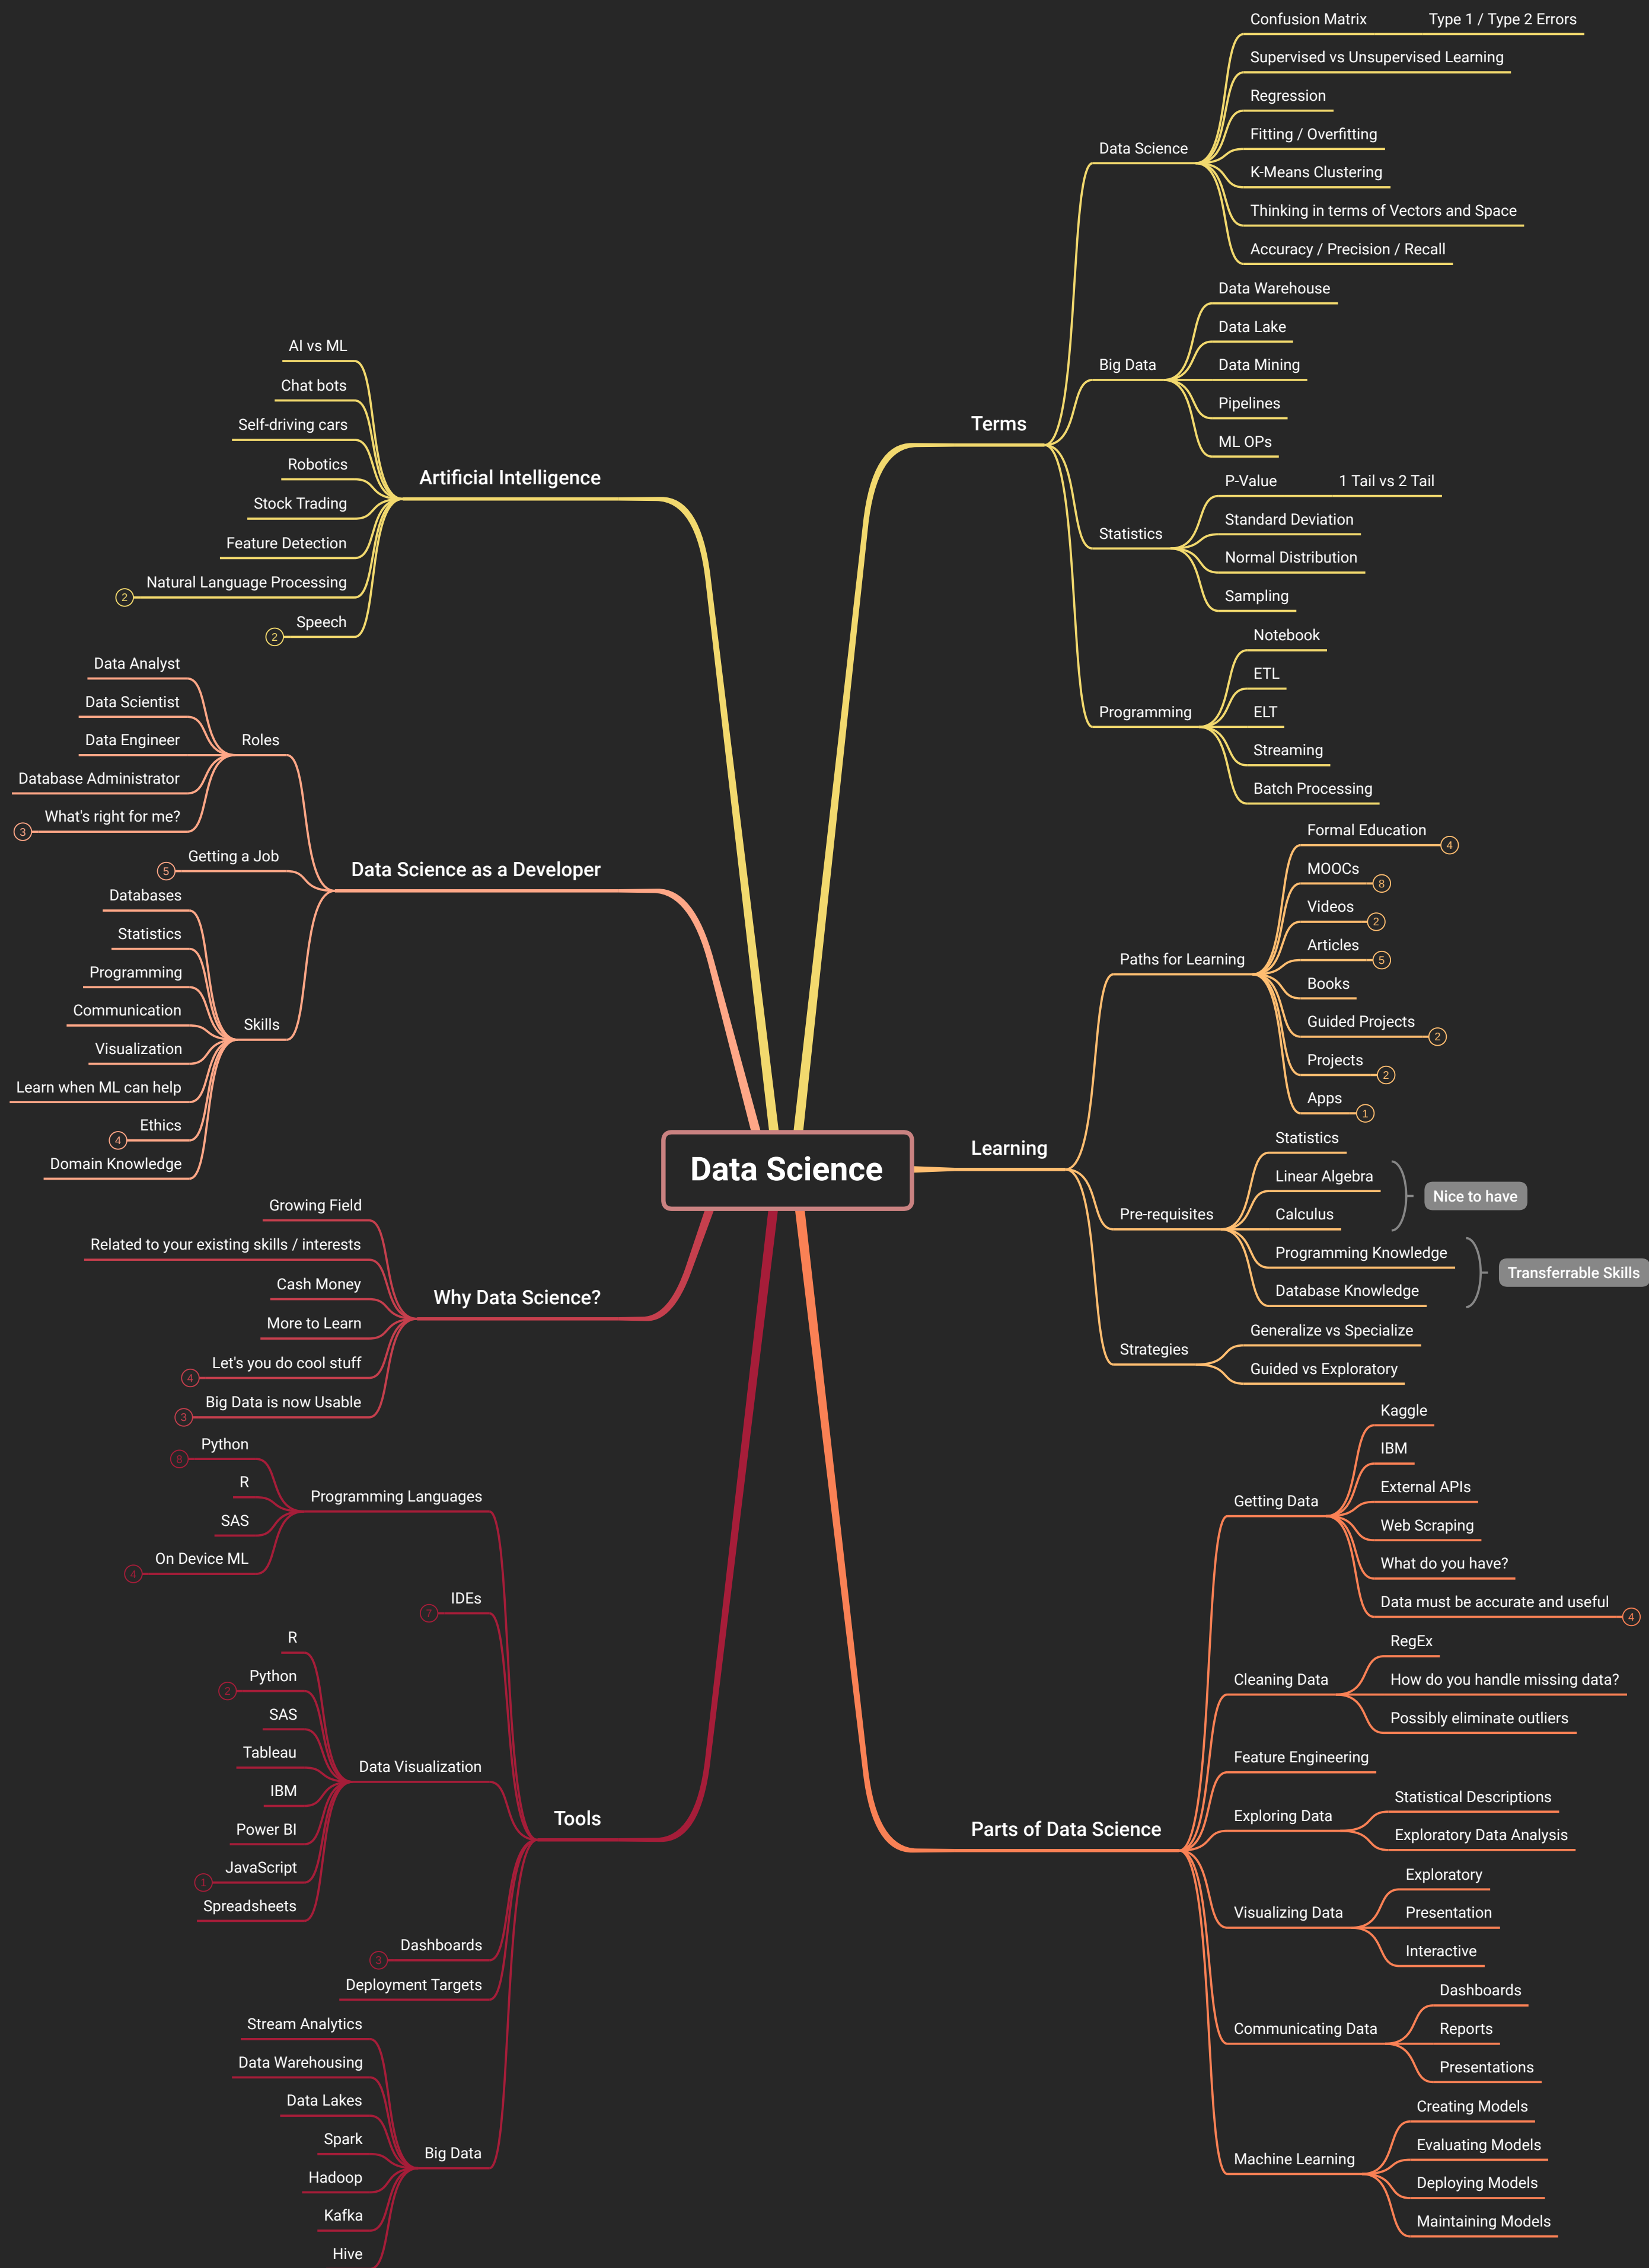 Data Science
Terms
Data Science
Confusion Matrix
Type 1 / Type 2 Errors
Supervised vs Unsupervised Learning
Regression
Fitting / Overfitting
K-Means Clustering
Thinking in terms of Vectors and Space
Accuracy / Precision / Recall
Big Data
Data Warehouse
Data Lake
Data Mining
Pipelines
ML OPs
Statistics
P-Value
1 Tail vs 2 Tail
Standard Deviation
Normal Distribution
Sampling
Programming
Notebook
ETL
ELT
Streaming
Batch Processing
Learning
Paths for Learning
Formal Education 4
MOOCs 8
Videos 2
Articles 5
Books
Guided Projects 2
Projects 2
Apps 1
Pre-requisites
Statistics
Linear Algebra
Calculus
Nice to have
Programming Knowledge
Database Knowledge
Transferrable Skills
Strategies
Generalize vs Specialize
Guided vs Exploratory
Parts of Data Science
Getting Data
Kaggle
IBM
External APIs
Web Scraping
What do you have?
Data must be accurate and useful 4
Cleaning Data
RegEx
How do you handle missing data?
Possibly eliminate outliers
Feature Engineering
Exploring Data
Statistical Descriptions
Exploratory Data Analysis
Visualizing Data
Exploratory
Presentation
Interactive
Communicating Data
Dashboards
Reports
Presentations
Machine Learning
Creating Models
Evaluating Models
Deploying Models
Maintaining Models
Artificial Intelligence
AI vs ML
Chat bots
Self-driving cars
Robotics
Stock Trading
Feature Detection
2 Natural Language Processing
2 Speech
Data Science as a Developer
Roles
Data Analyst
Data Scientist
Data Engineer
Database Administrator
3 What's right for me?
5 Getting a Job
Skills
Databases
Statistics
Programming
Communication
Visualization
Learn when ML can help
4 Ethics
Domain Knowledge
Why Data Science?
Growing Field
Related to your existing skills / interests
Cash Money
More to Learn
4 Let's you do cool stuff
3 Big Data is now Usable
Tools
Programming Languages
8 Python
R
SAS
4 On Device ML
7 IDEs
Data Visualization
R
2 Python
SAS
Tableau
IBM
Power BI
1 JavaScript
Spreadsheets
3 Dashboards
Deployment Targets
Big Data
Stream Analytics
Data Warehousing
Data Lakes
Spark
Hadoop
Kafka
Hive